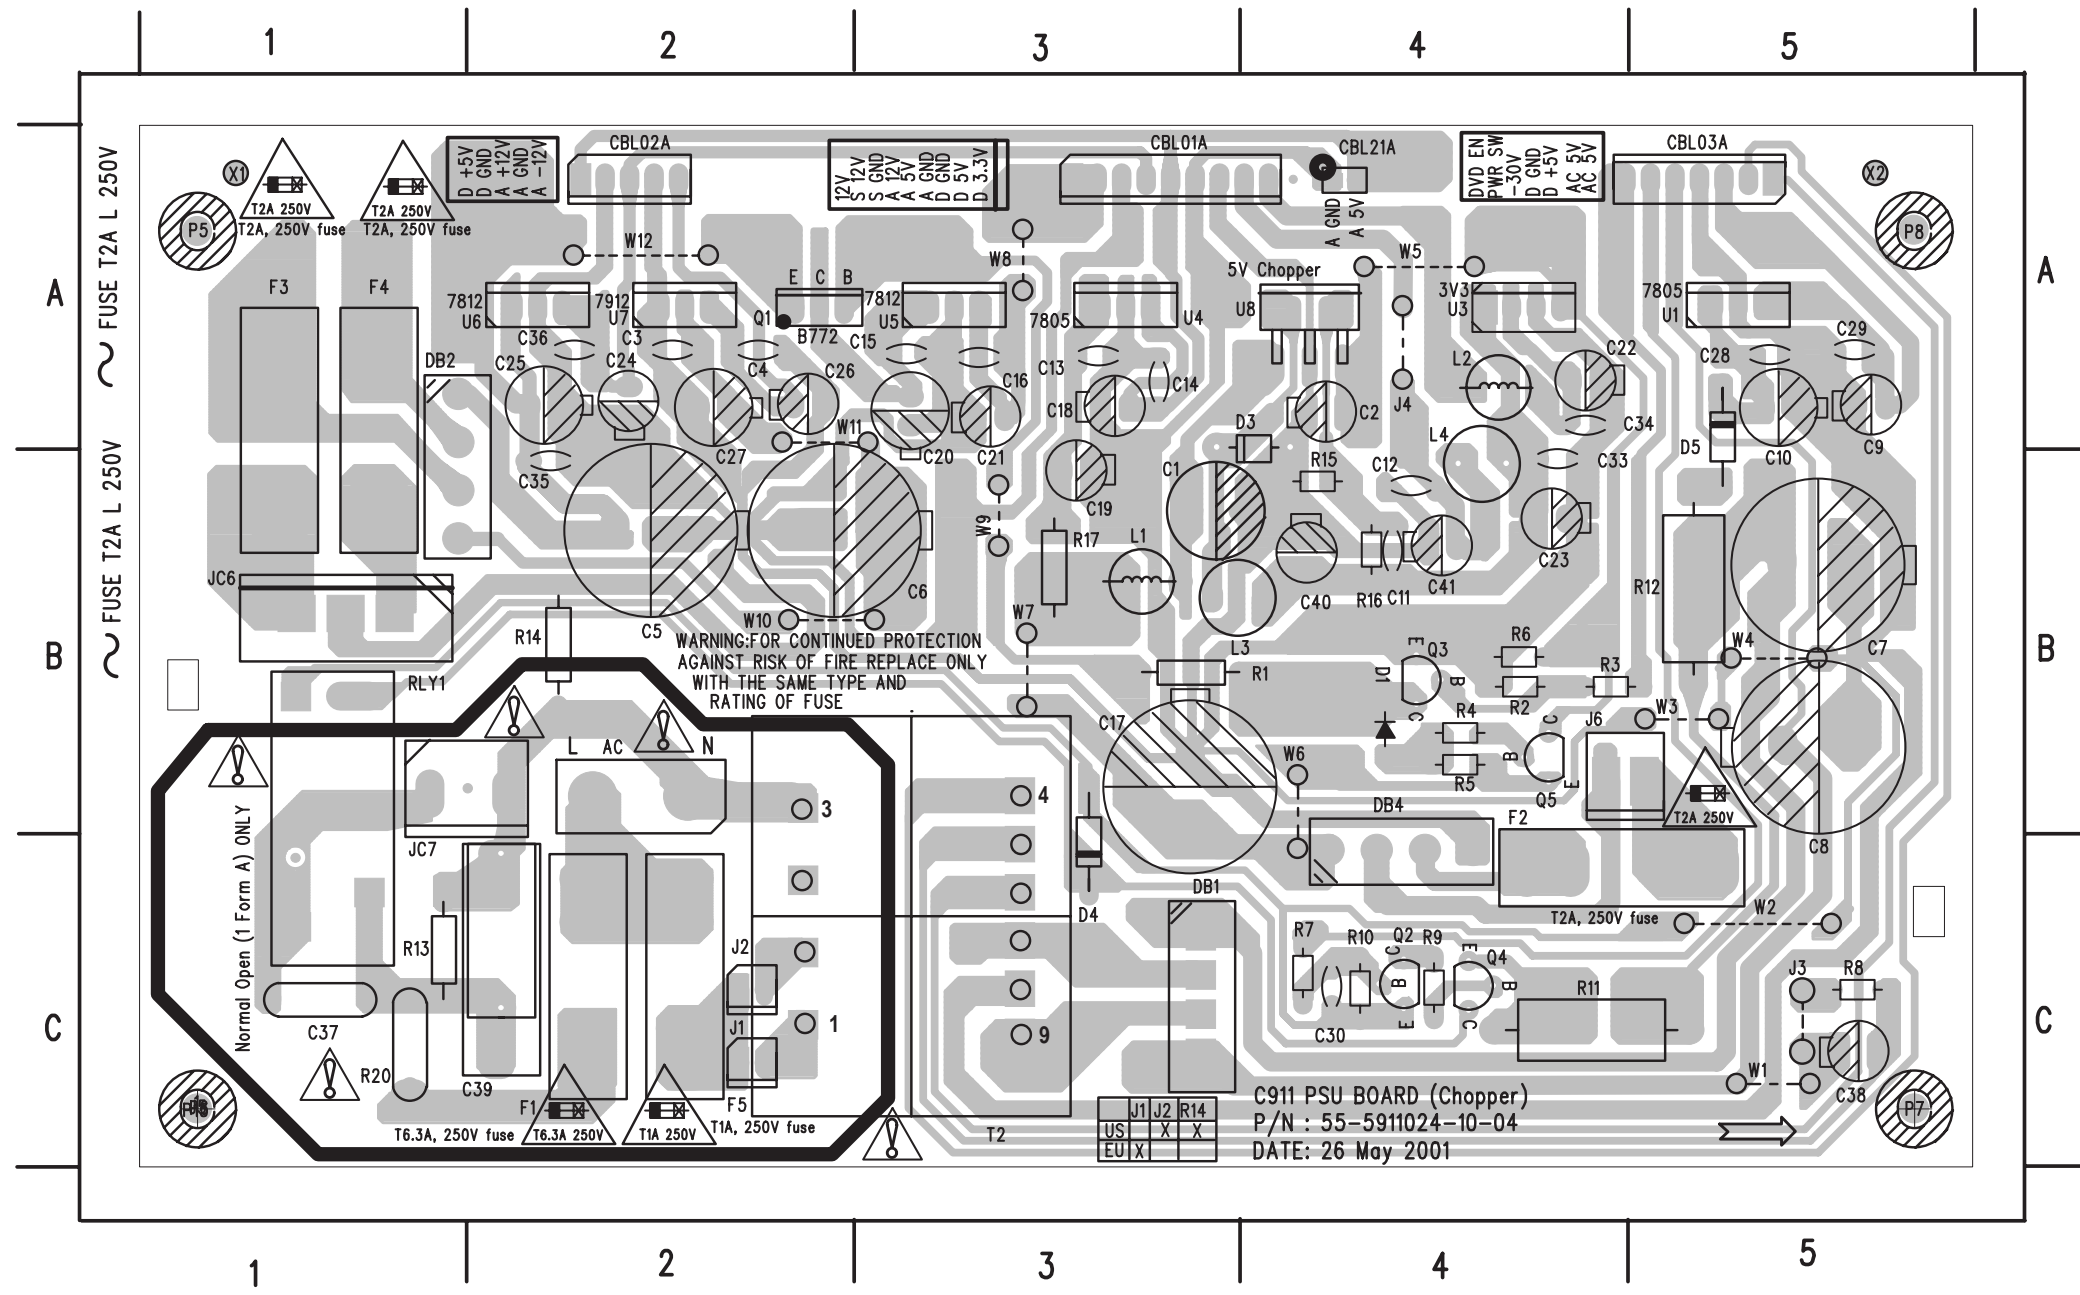 1 2 3 4 5
CBL02A CBL01A CBL21A CBL03A
X1 X2
D +5V
D GND
A +12V
A GND
A -12V
12V
S 12V
S GND
A 12V
A 5V
A GND
D GND
D 5V
D 3.3V
DVD EN
PWR SW
-30V
D GND
D +5V
AC 5V
AC 5V
A GND
A 5V
FUSE T2A L 250V
FUSE T2A L 250V
T2A 250V T2A 250V
T2A, 250V fuse T2A, 250V fuse
P5 P8
W12 W8 W5
A A
F3 F4 E C B 5V Chopper
7812 7912 7812 3V3 7805
U6 U7 Q1 U5 7805 U4 U8 U3 U1
B772
C36 C3 C15 C29
DB2 C25 C24 C4 C26 C16 C13 C14 L2 C22 C28
C18 C2 J4 C34
W11 D3 L4 D5
C27 C20 C21 C1 R15 C12 C33 C10 C9
C35 C19
W9 R17 L1 C23
JC6 C6 R16 C11 C41 R12
C40
W10 W7
R14 C5 L3 R6 W4 C7
B B
WARNING:FOR CONTINUED PROTECTION
AGAINST RISK OF FIRE REPLACE ONLY
WITH THE SAME TYPE AND
RATING OF FUSE
RLY1 R1 D1 E Q3 B C R3
R2 W3
C17 R4 C J6
L AC N W6 B
R5 E
Q5
3 4 DB4 F2 T2A 250V
JC7 C8
Normal Open (1 Form A) ONLY
DB1
D4 T2A, 250V fuse W2
R13 J2 R7 R10 Q2 R9 E Q4 J3 R8
C B B
R11
C C
C37 J1 1 9 C30 E C
R20 C39 W1 C38
F1 F5
T6.3A, 250V fuse T6.3A 250V T1A 250V T1A, 250V fuse
T2
J1 J2 R14
US X X
EU X
C911 PSU BOARD (Chopper)
P/N : 55-5911024-10-04
DATE: 26 May 2001
P7
1 2 3 4 5